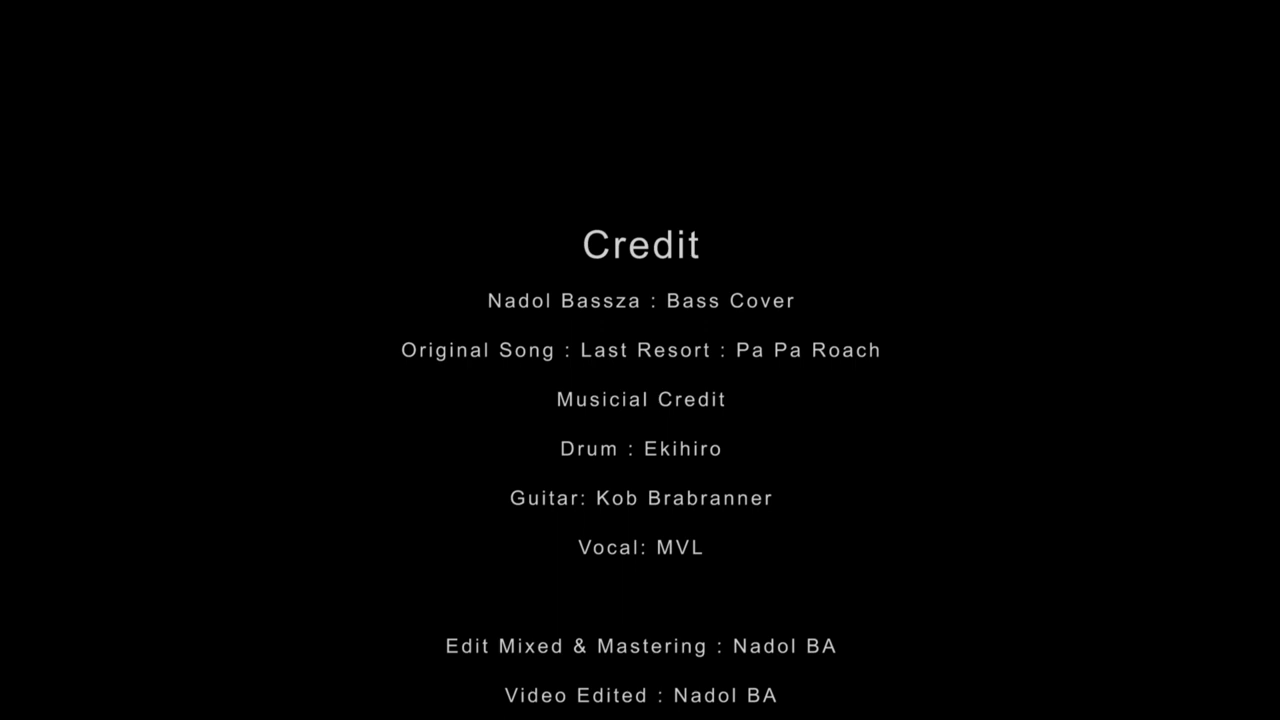 Credit
Nadol Bassza : Bass Cover
Original Song : Last Resort : Pa Pa Roach
Musicial Credit
Drum : Ekihiro
Guitar: Kob Brabranner
Vocal: MVL
Edit Mixed & Mastering : Nadol BA
Video Edited : Nadol BA